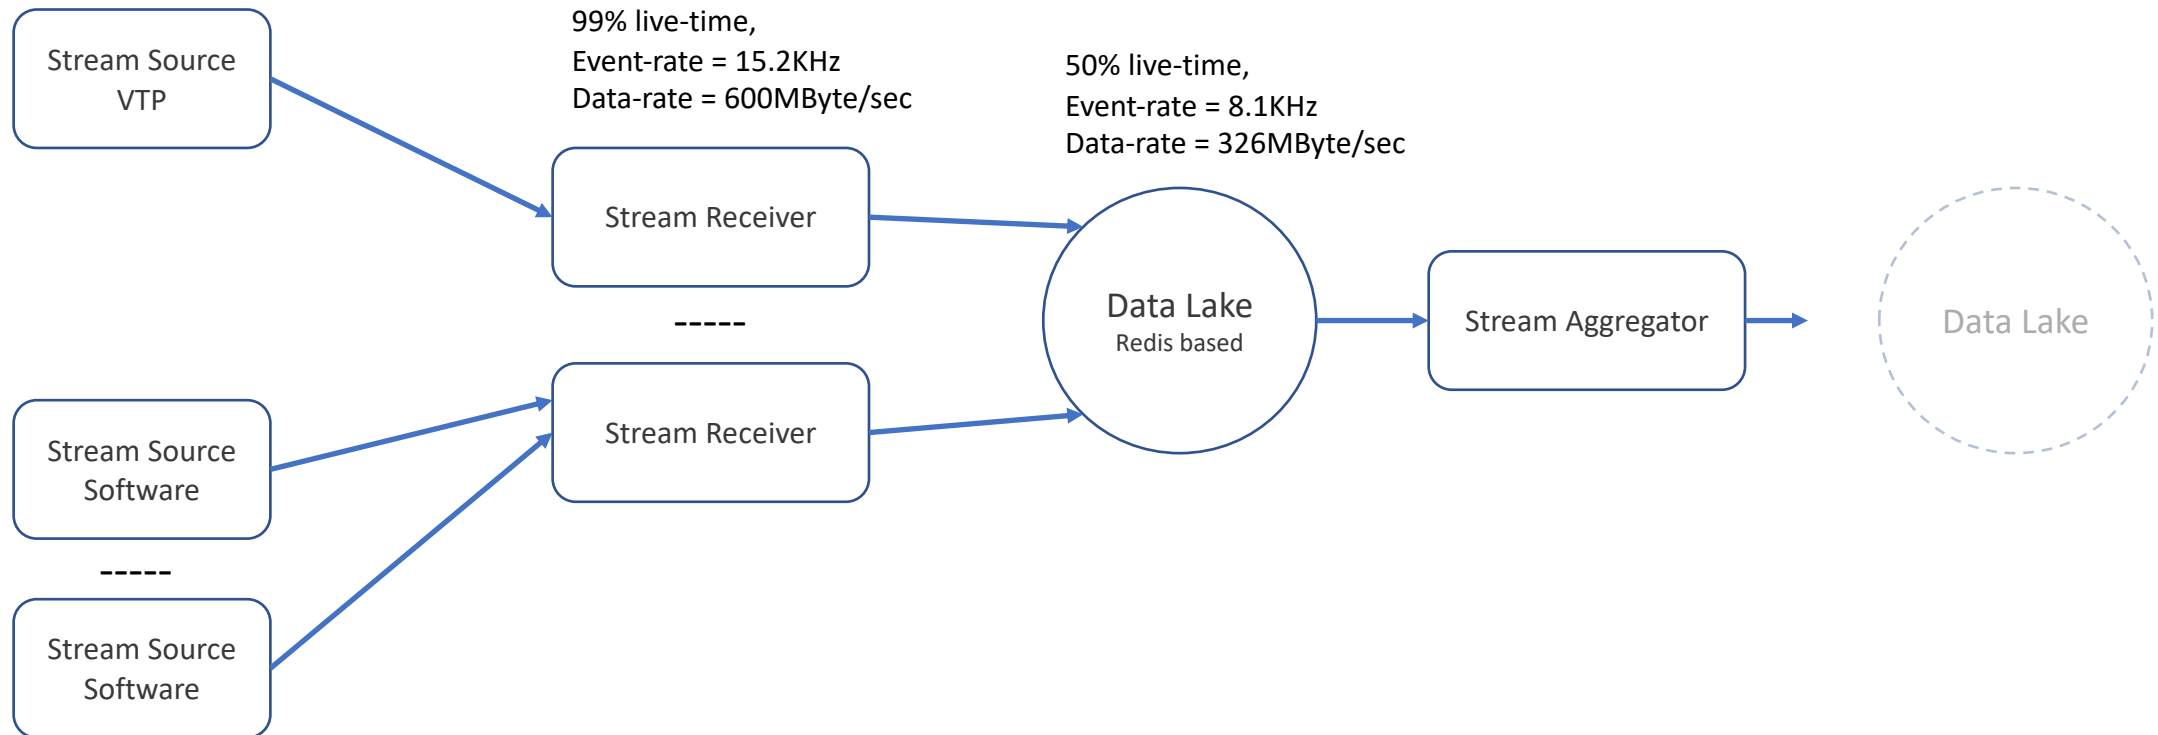 Stream Source
VTP
99% live-time,
Event-rate = 15.2KHz
Data-rate = 600MByte/sec
50% live-time,
Event-rate = 8.1KHz
Data-rate = 326MByte/sec
Stream Receiver
-----
Stream Receiver
Data Lake
Redis based
Stream Aggregator
Data Lake
Stream Source
Software
-----
Stream Source
Software